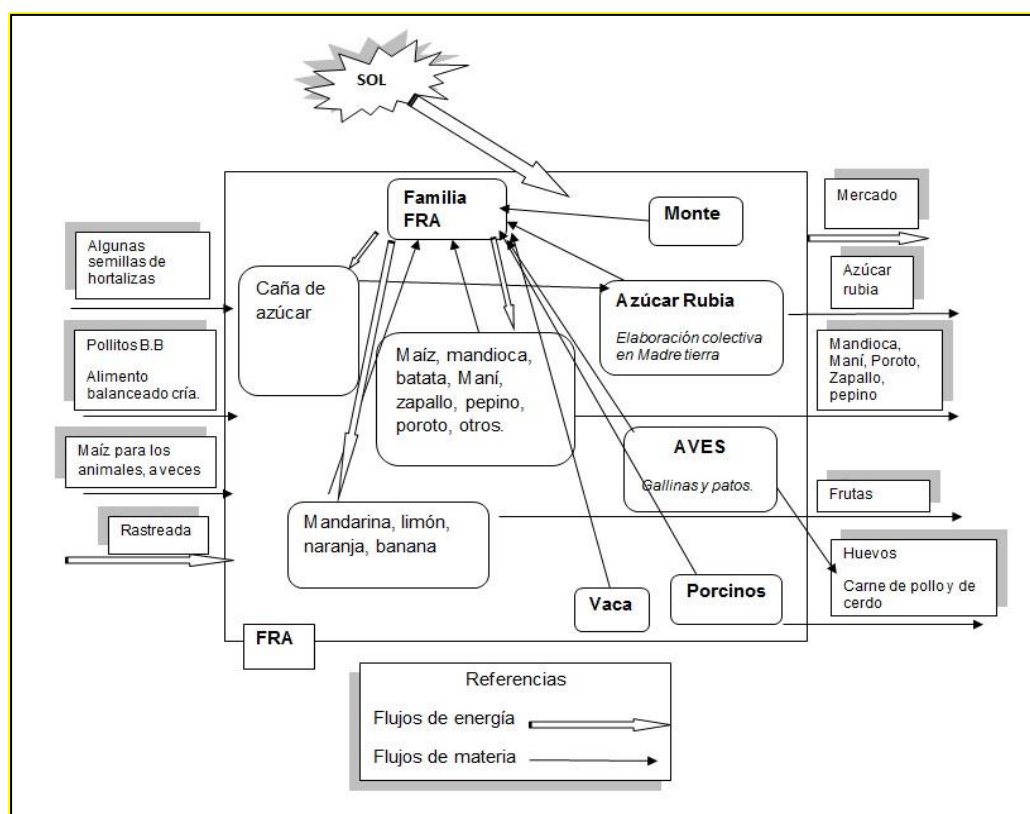 SOL
Familia
FRA
Monte
Mercado
Algunas
semillas de
hortalizas
Caña de
azúcar
Azúcar Rubia
Elaboración colectiva
en Madre tierra
Azúcar
rubia
Pollitos B.B
Alimento
balanceado cría.
Maíz, mandioca,
batata, Maní,
zapallo, pepino,
poroto, otros.
Mandioca,
Maní, Poroto,
Zapallo,
pepino
Maíz para los
animales, a veces
AVES
Gallinas y patos.
Frutas
Rastreada
Mandarina, limón,
naranja, banana
Huevos
Carne de pollo y de
cerdo
Vaca
Porcinos
FRA
Referencias
Flujos de energía
Flujos de materia